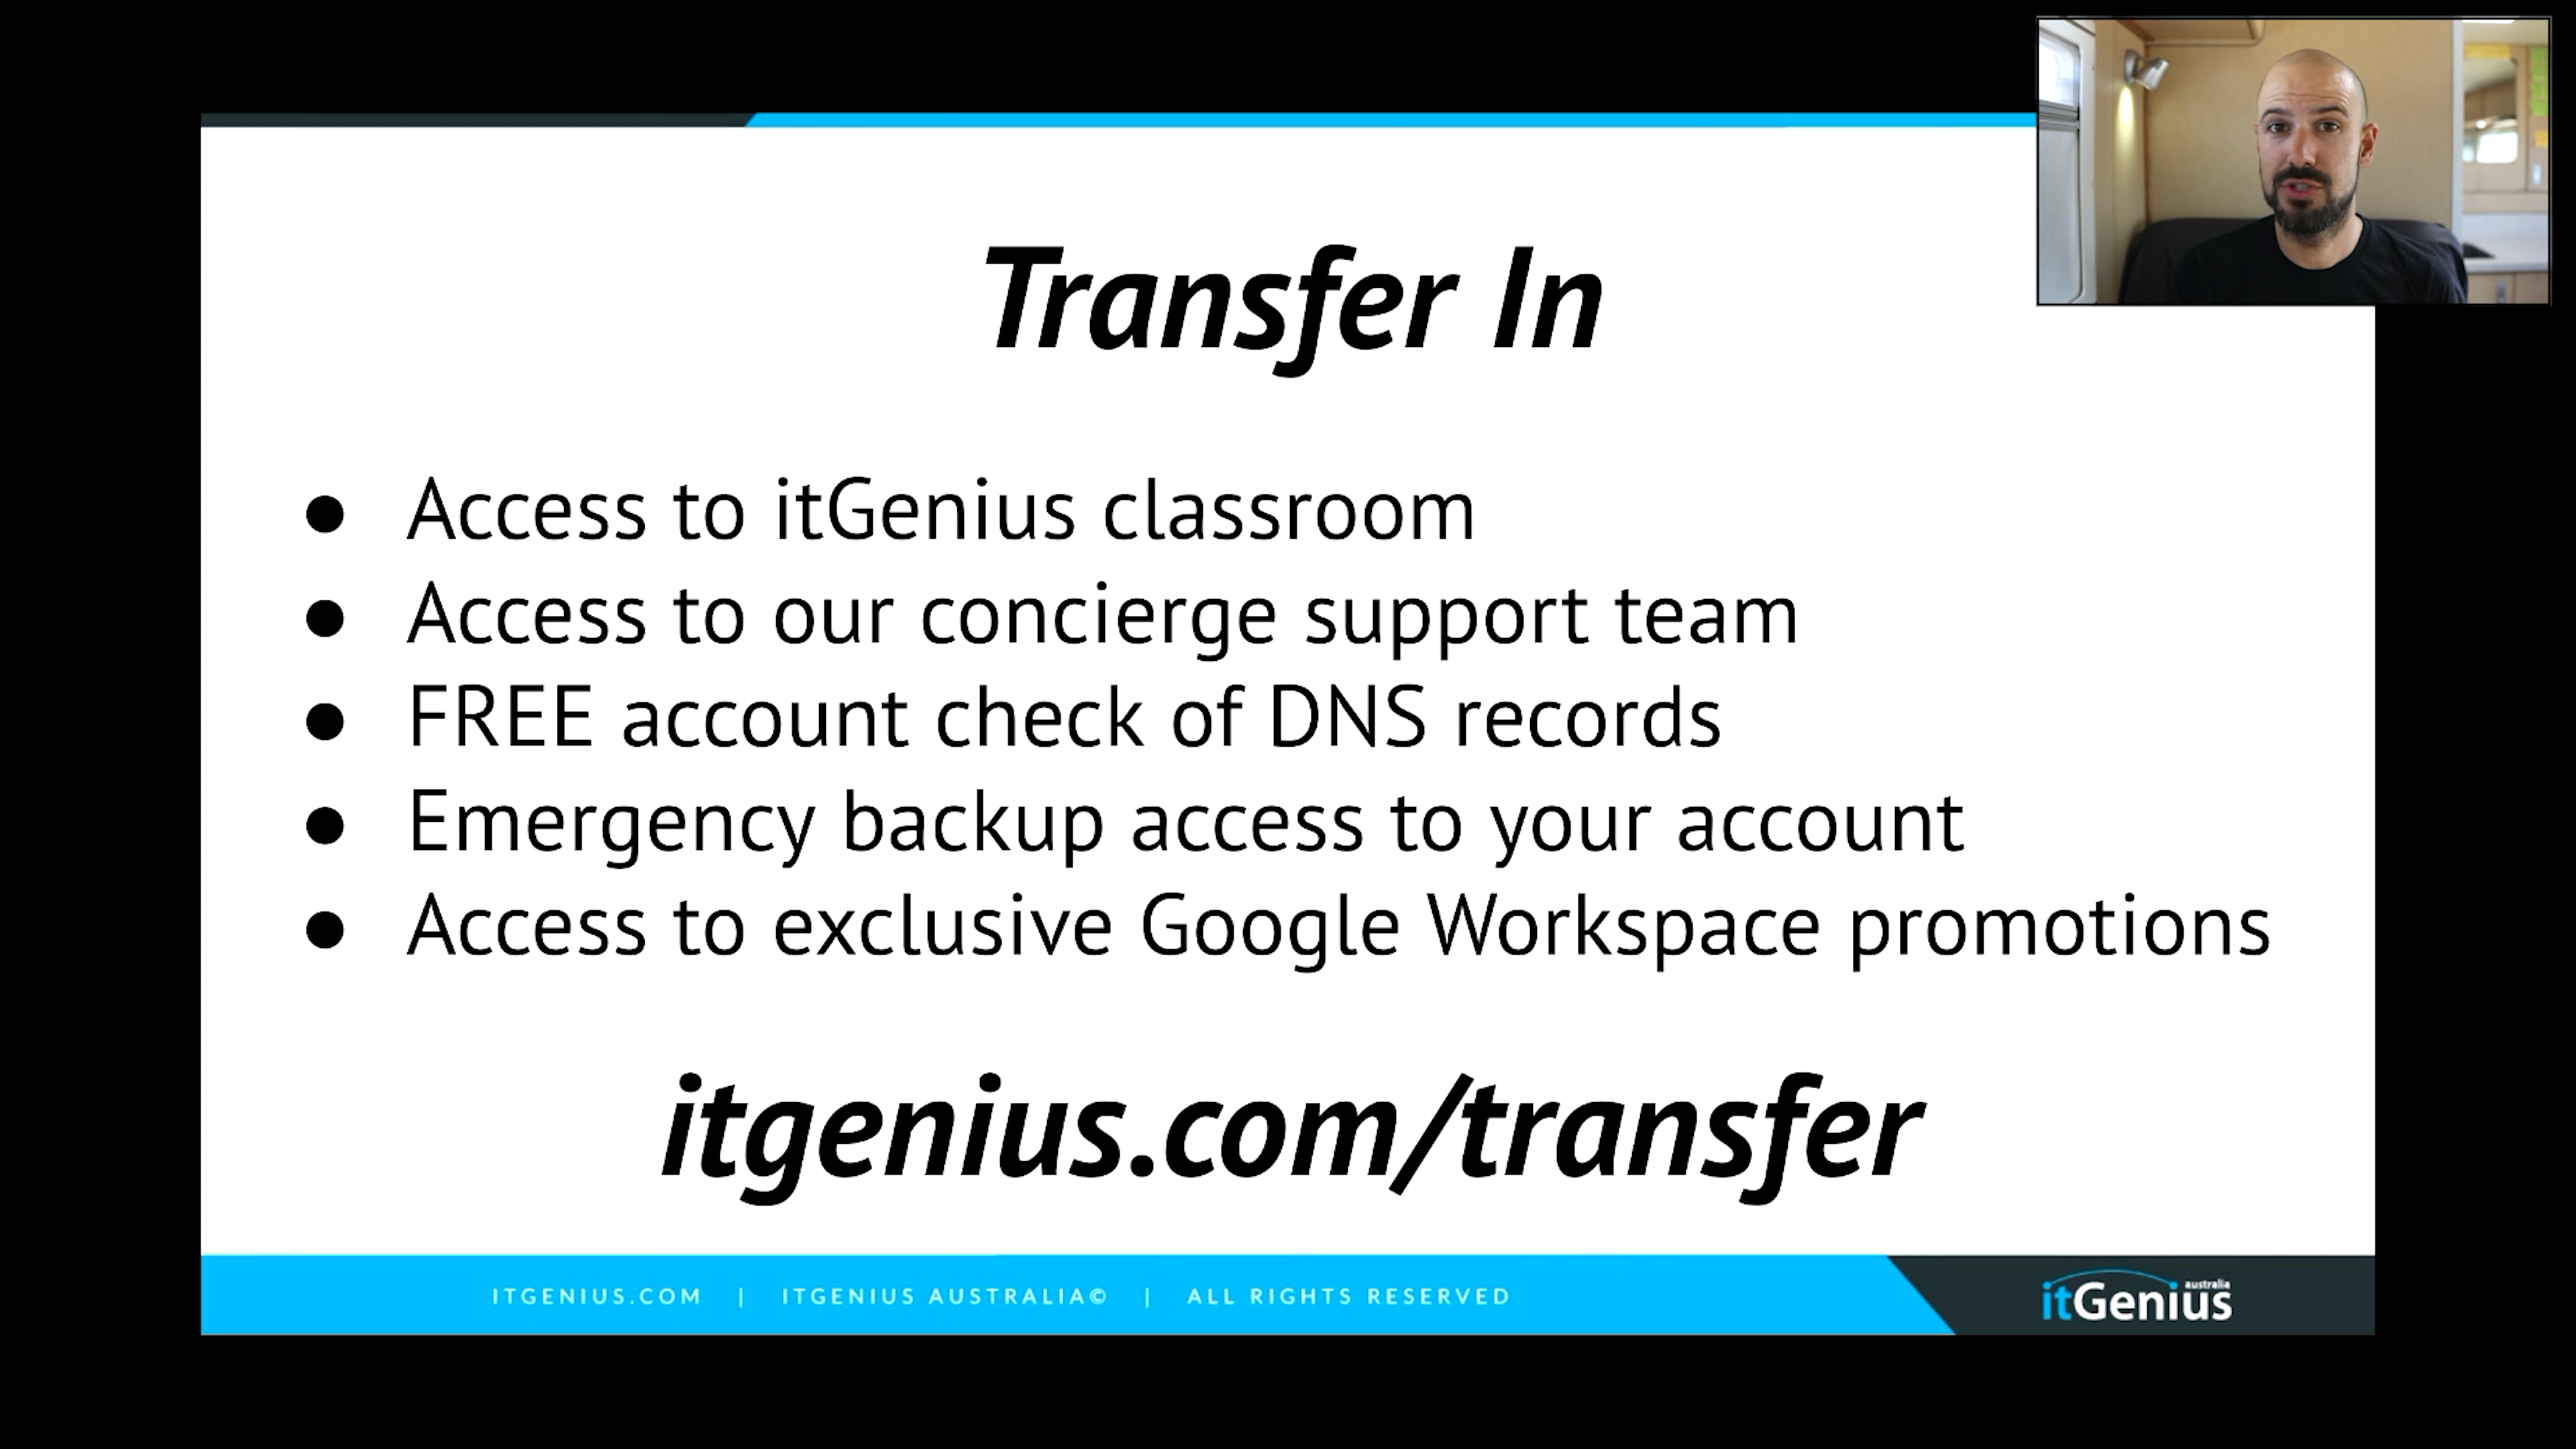 Transfer In
● Access to itGenius classroom
● Access to our concierge support team
● FREE account check of DNS records
● Emergency backup access to your account
● Access to exclusive Google Workspace promotions
itgenius.com/transfer
ITGENIUS.COM | ITGENIUS AUSTRALIA© | ALL RIGHTS RESERVED
australia
itGenius